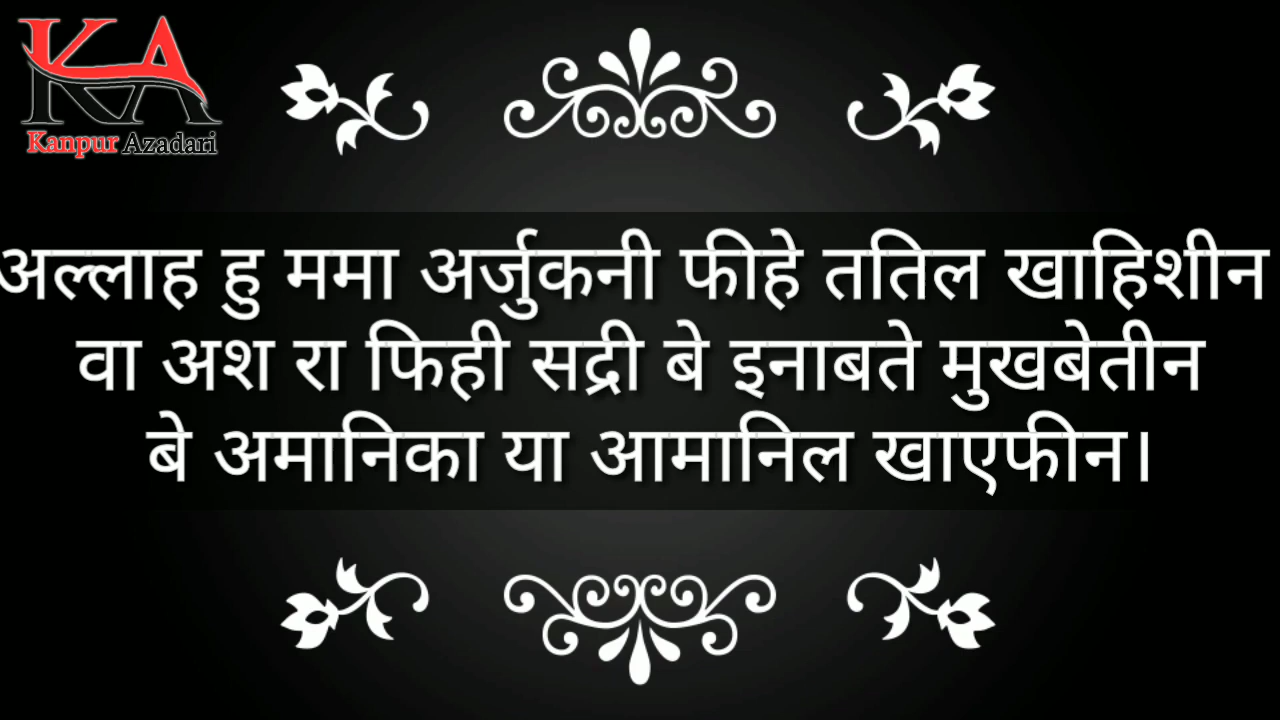 KA
Kanpur Azadari
अल्लाह हु ममा अर्जुकनी फीहे ततिल खाहिशीन
वा अश रा फिही सद्री बे इनाबते मुखबेतीन
बे अमानिका या आमानिल खाएफीन।